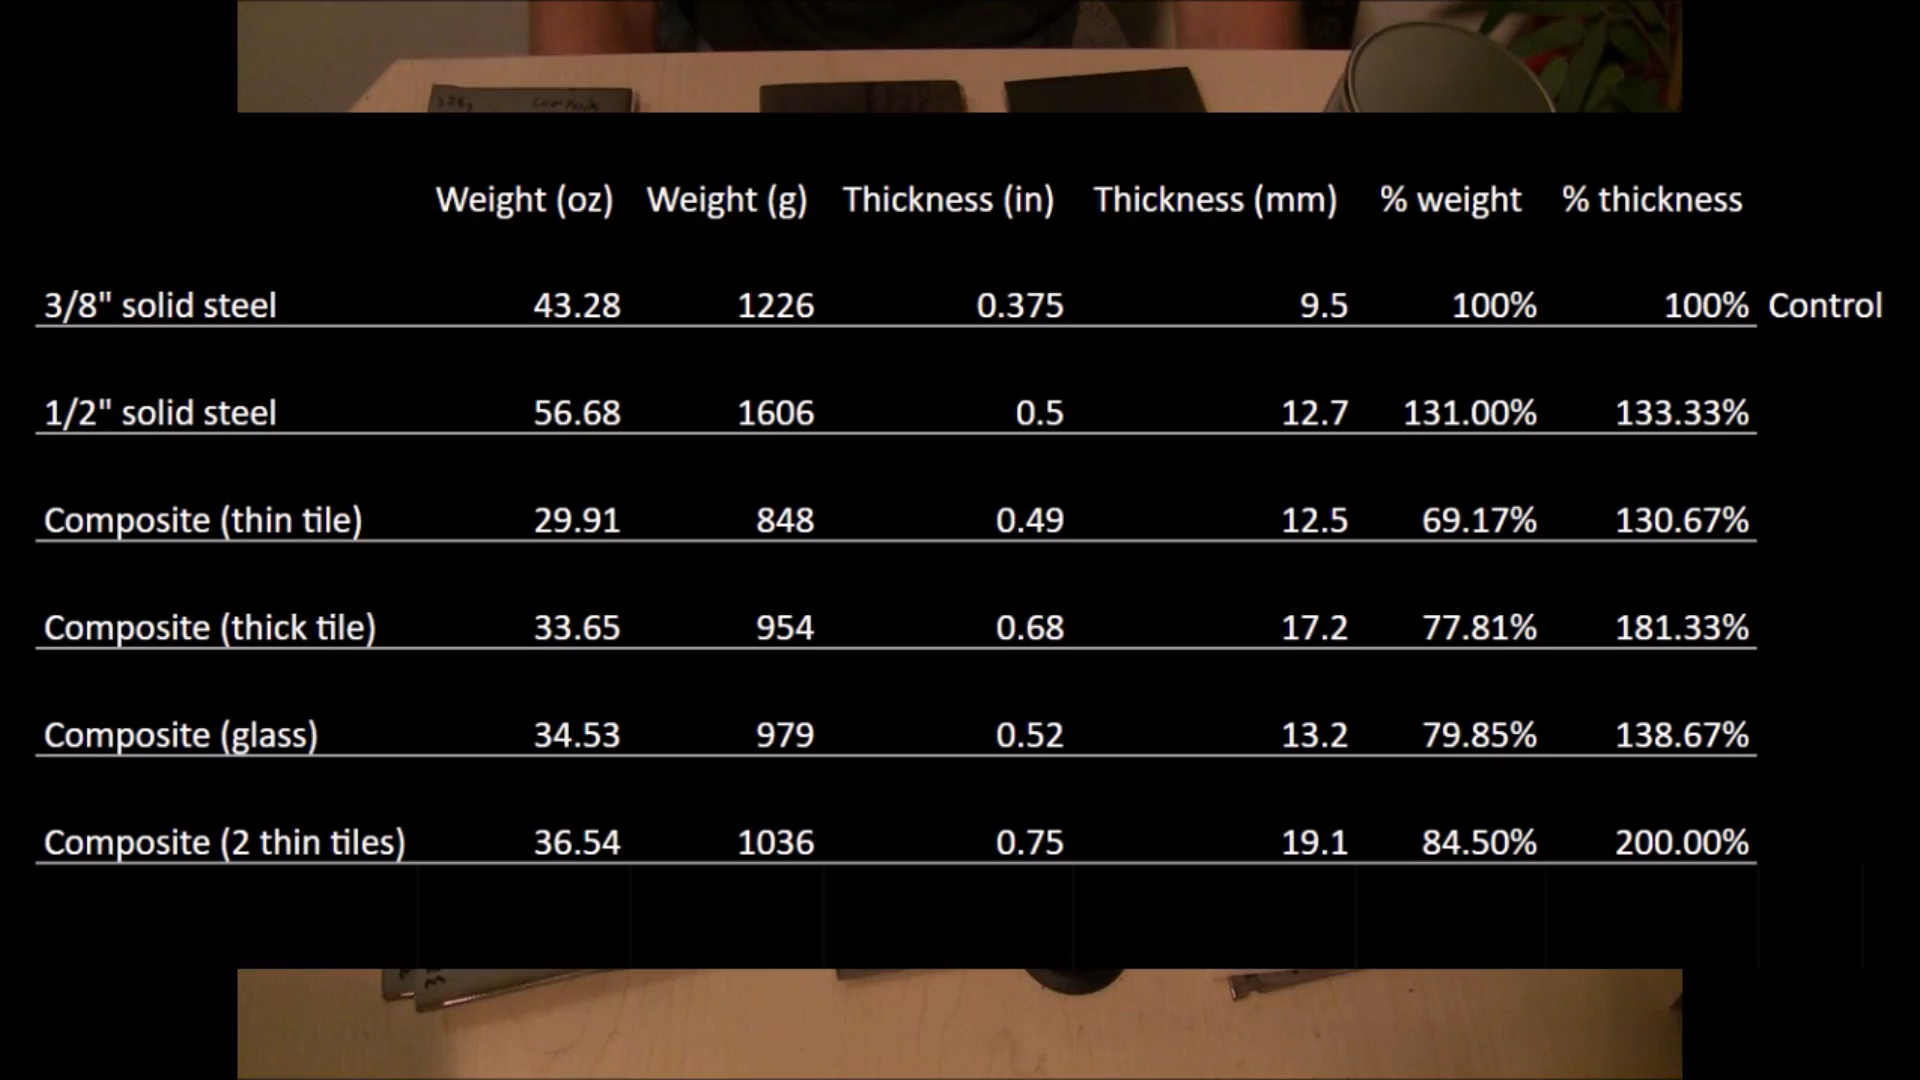 Composite
Weight (oz) Weight (g) Thickness (in) Thickness (mm) % weight % thickness
3/8" solid steel 43.28 1226 0.375 9.5 100% 100% Control
1/2" solid steel 56.68 1606 0.5 12.7 131.00% 133.33%
Composite (thin tile) 29.91 848 0.49 12.5 69.17% 130.67%
Composite (thick tile) 33.65 954 0.68 17.2 77.81% 181.33%
Composite (glass) 34.53 979 0.52 13.2 79.85% 138.67%
Composite (2 thin tiles) 36.54 1036 0.75 19.1 84.50% 200.00%